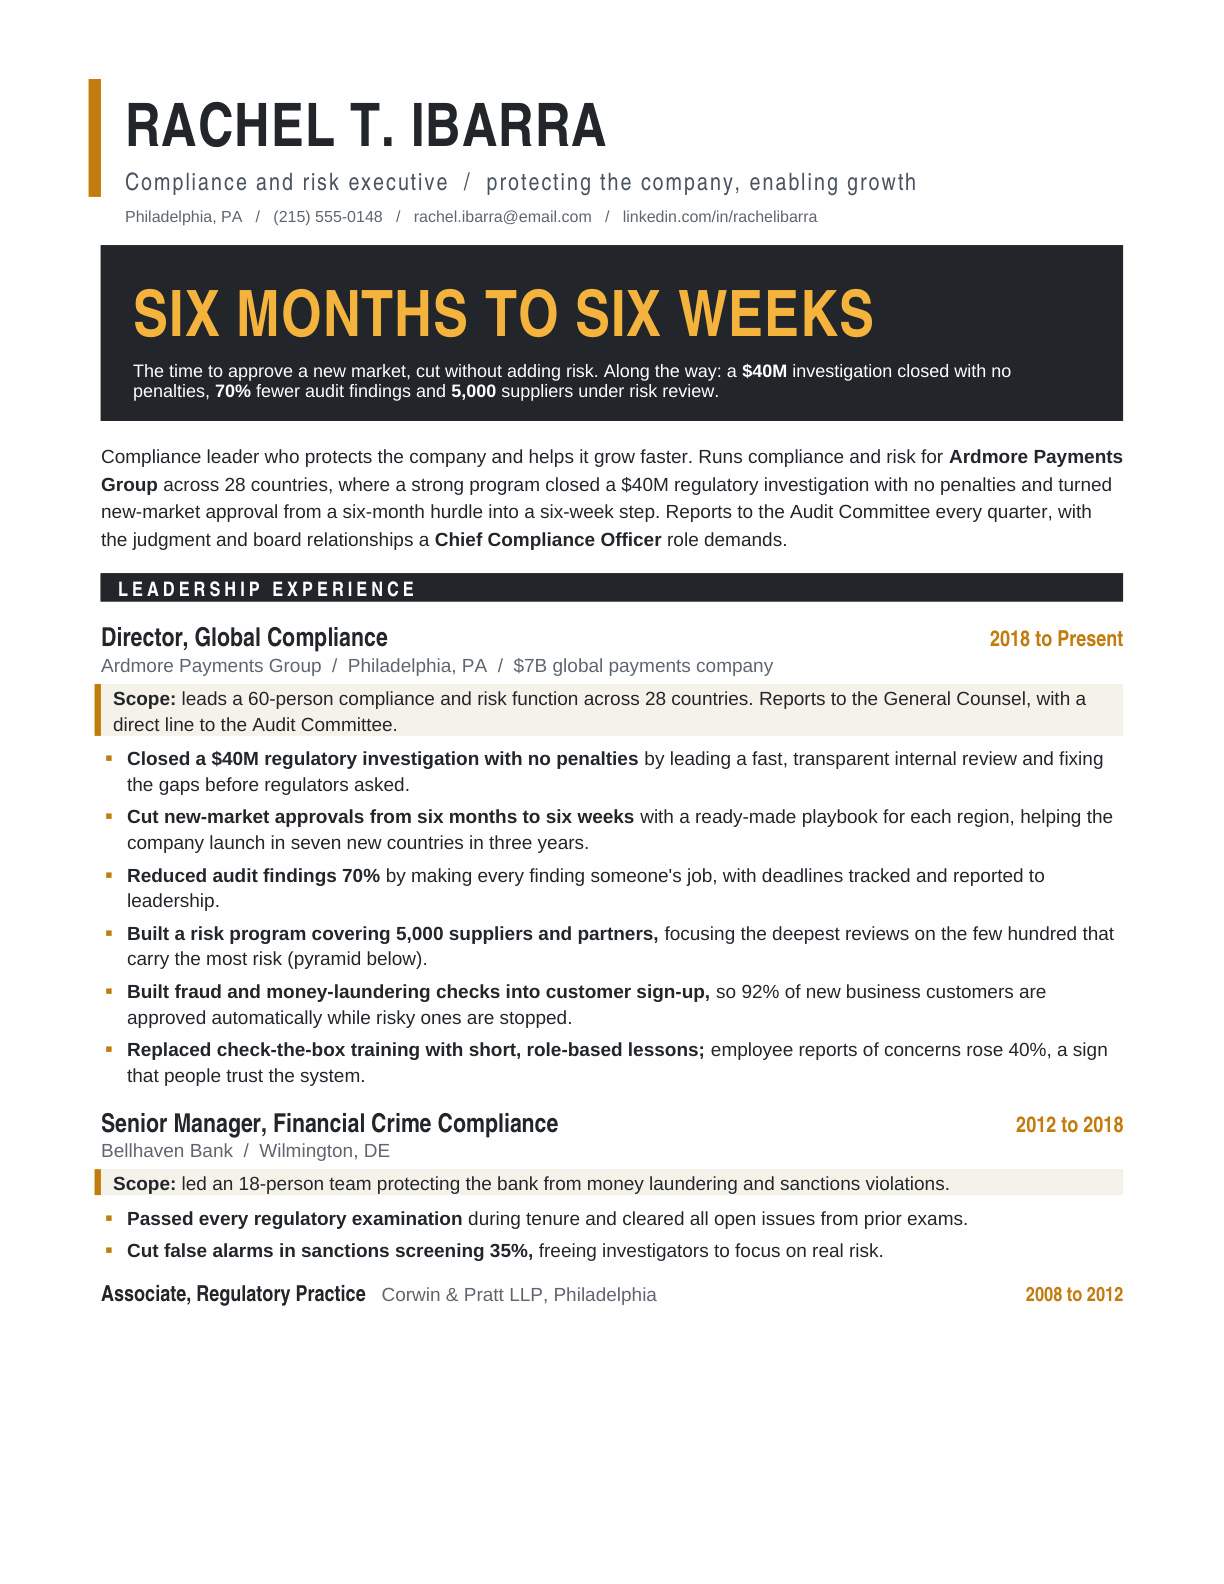 RACHEL T. IBARRA
Compliance and risk executive / protecting the company, enabling growth
Philadelphia, PA / (215) 555-0148 / rachel.ibarra@email.com / linkedin.com/in/rachelibarra
SIX MONTHS TO SIX WEEKS
The time to approve a new market, cut without adding risk. Along the way: a $40M investigation closed with no
penalties, 70% fewer audit findings and 5,000 suppliers under risk review.
Compliance leader who protects the company and helps it grow faster. Runs compliance and risk for Ardmore Payments
Group across 28 countries, where a strong program closed a $40M regulatory investigation with no penalties and turned
new-market approval from a six-month hurdle into a six-week step. Reports to the Audit Committee every quarter, with
the judgment and board relationships a Chief Compliance Officer role demands.
LEADERSHIP EXPERIENCE
Director, Global Compliance 2018 to Present
Ardmore Payments Group / Philadelphia, PA / $7B global payments company
Scope: leads a 60-person compliance and risk function across 28 countries. Reports to the General Counsel, with a
direct line to the Audit Committee.
▪ Closed a $40M regulatory investigation with no penalties by leading a fast, transparent internal review and fixing
the gaps before regulators asked.
▪ Cut new-market approvals from six months to six weeks with a ready-made playbook for each region, helping the
company launch in seven new countries in three years.
▪ Reduced audit findings 70% by making every finding someone's job, with deadlines tracked and reported to
leadership.
▪ Built a risk program covering 5,000 suppliers and partners, focusing the deepest reviews on the few hundred that
carry the most risk (pyramid below).
▪ Built fraud and money-laundering checks into customer sign-up, so 92% of new business customers are
approved automatically while risky ones are stopped.
▪ Replaced check-the-box training with short, role-based lessons; employee reports of concerns rose 40%, a sign
that people trust the system.
Senior Manager, Financial Crime Compliance 2012 to 2018
Bellhaven Bank / Wilmington, DE
Scope: led an 18-person team protecting the bank from money laundering and sanctions violations.
▪ Passed every regulatory examination during tenure and cleared all open issues from prior exams.
▪ Cut false alarms in sanctions screening 35%, freeing investigators to focus on real risk.
Associate, Regulatory Practice Corwin & Pratt LLP, Philadelphia 2008 to 2012